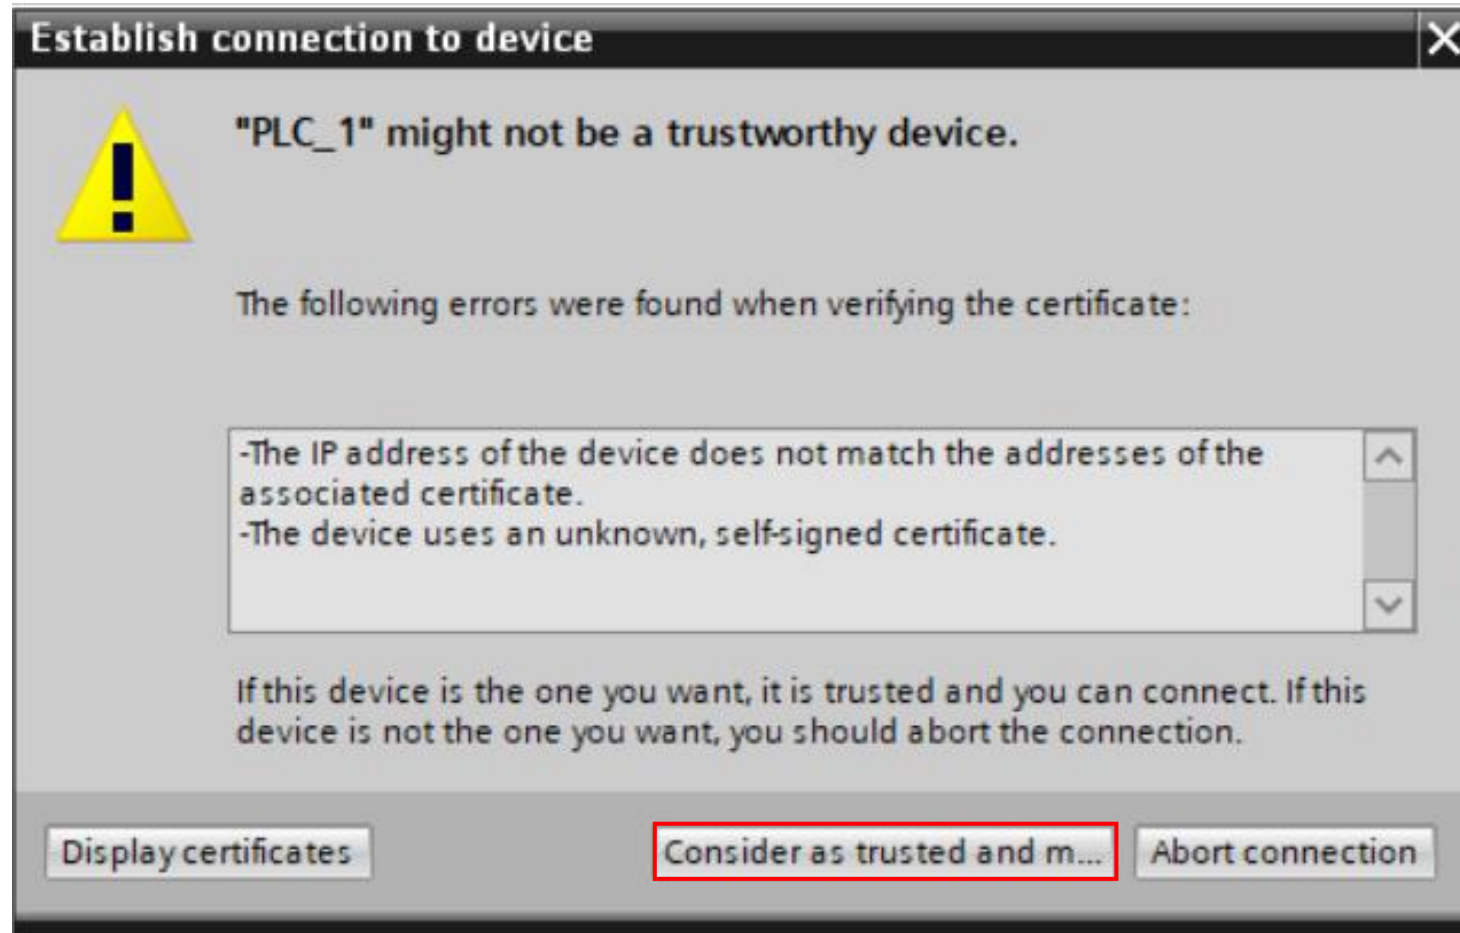 Establish connection to device
"PLC_1" might not be a trustworthy device.
The following errors were found when verifying the certificate:
-The IP address of the device does not match the addresses of the
associated certificate.
-The device uses an unknown, self-signed certificate.
If this device is the one you want, it is trusted and you can connect. If this
device is not the one you want, you should abort the connection.
Display certificates
Consider as trusted and m...
Abort connection